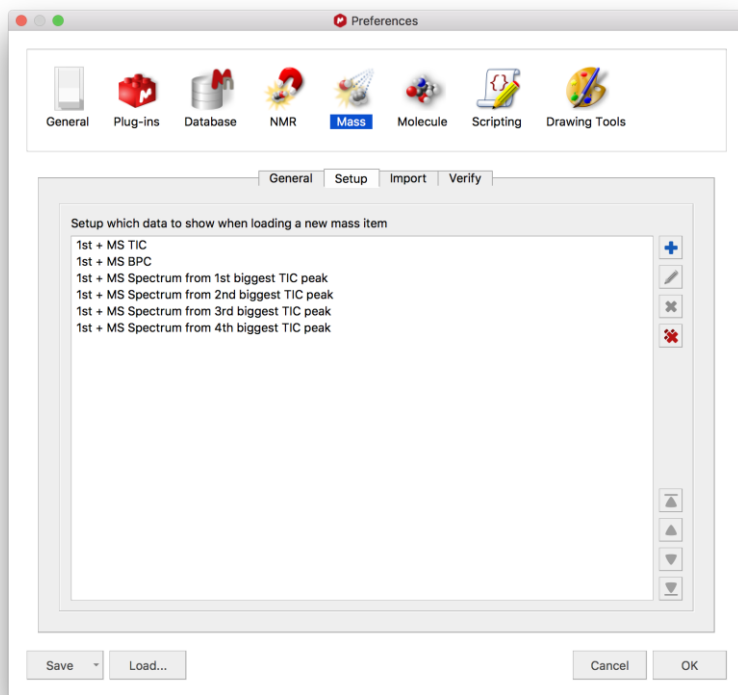 Preferences
General Plug-ins Database NMR Mass Molecule Scripting Drawing Tools
General Setup Import Verify
Setup which data to show when loading a new mass item
1st + MS TIC
1st + MS BPC
1st + MS Spectrum from 1st biggest TIC peak
1st + MS Spectrum from 2nd biggest TIC peak
1st + MS Spectrum from 3rd biggest TIC peak
1st + MS Spectrum from 4th biggest TIC peak
Save Load... Cancel OK